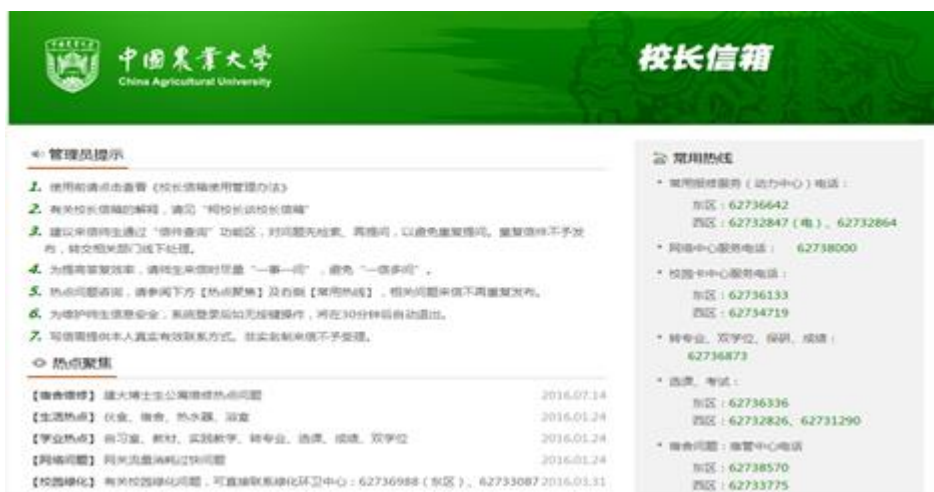 中国农业大学
China Agricultural University
校长信箱
管理员提示
1. 使用前请点击查看《校长信箱使用管理办法》
2. 有关校长信箱的解释,请见“柯校长谈校长信箱”
3. 建议来信师生通过“信件查询”功能区,对问题先检索、再提问,以避免重复提问。重复信件不予发
布,转交相关部门线下处理。
4. 为提高答复效率,请师生来信时尽量“一事一问”,避免“一信多问”。
5. 热点问题咨询,请参阅下方【热点聚焦】及右侧【常用热线】,相关问题来信不再重复发布。
6. 为维护师生信息安全,系统登录后如无按键操作,将在30分钟后自动退出。
7. 写信需提供本人真实有效联系方式。非实名制来信不予受理。
热点聚焦
【宿舍维修】 建大博士生公寓维修热点问题 2016.07.14
【生活热点】 伙食、宿舍、热水器、浴室 2016.01.24
【学业热点】 自习室、教材、实践教学、转专业、选课、成绩、双学位 2016.01.24
【网络问题】 网关流量消耗过快问题 2016.01.24
【校园绿化】 有关校园绿化问题,可直接联系绿化环卫中心:62736988(东区)、62733087 2016.03.31
常用热线
* 常用报修服务(动力中心)电话:
东区:62736642
西区:62732847(电)、62732864
* 网络中心服务电话: 62738000
* 校园卡中心服务电话:
东区:62736133
西区:62734719
* 转专业、双学位、保研、成绩:
62736873
* 选课、考试:
东区:62736336
西区:62732826、62731290
* 宿舍问题:宿管中心电话
东区:62738570
西区:62733775